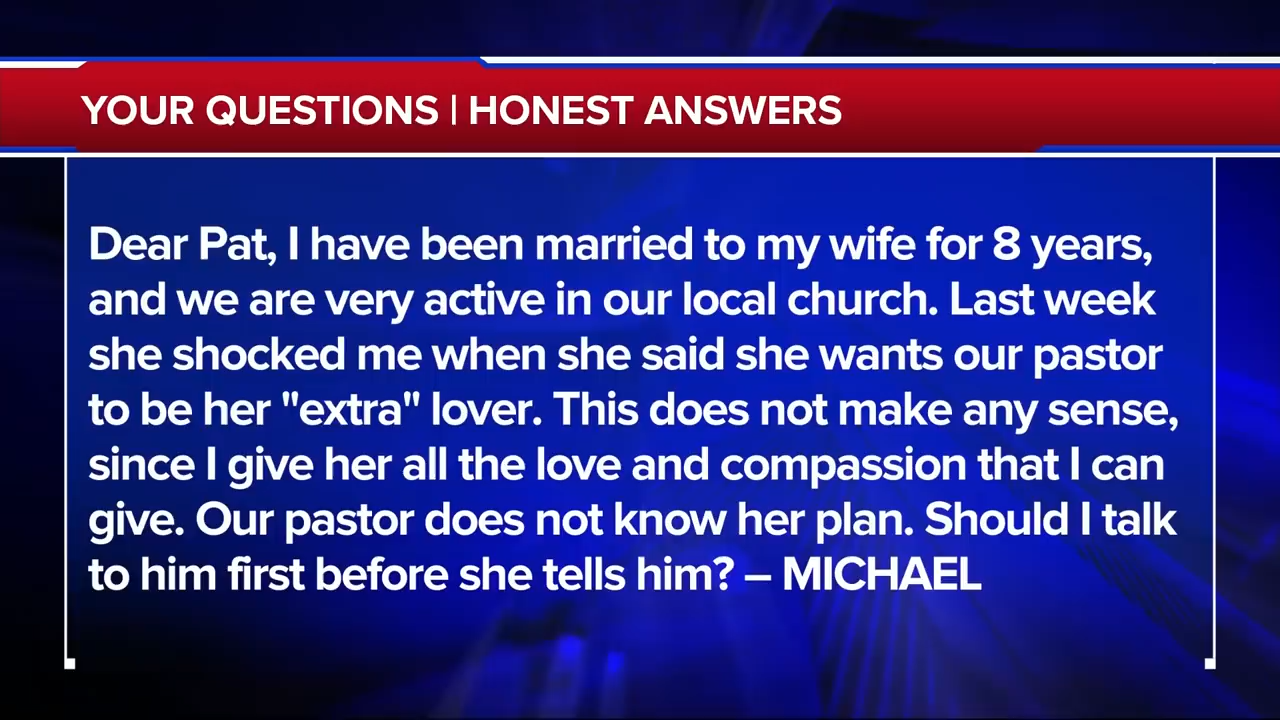 YOUR QUESTIONS | HONEST ANSWERS
Dear Pat, I have been married to my wife for 8 years,
and we are very active in our local church. Last week
she shocked me when she said she wants our pastor
to be her "extra" lover. This does not make any sense,
since I give her all the love and compassion that I can
give. Our pastor does not know her plan. Should I talk
to him first before she tells him? – MICHAEL